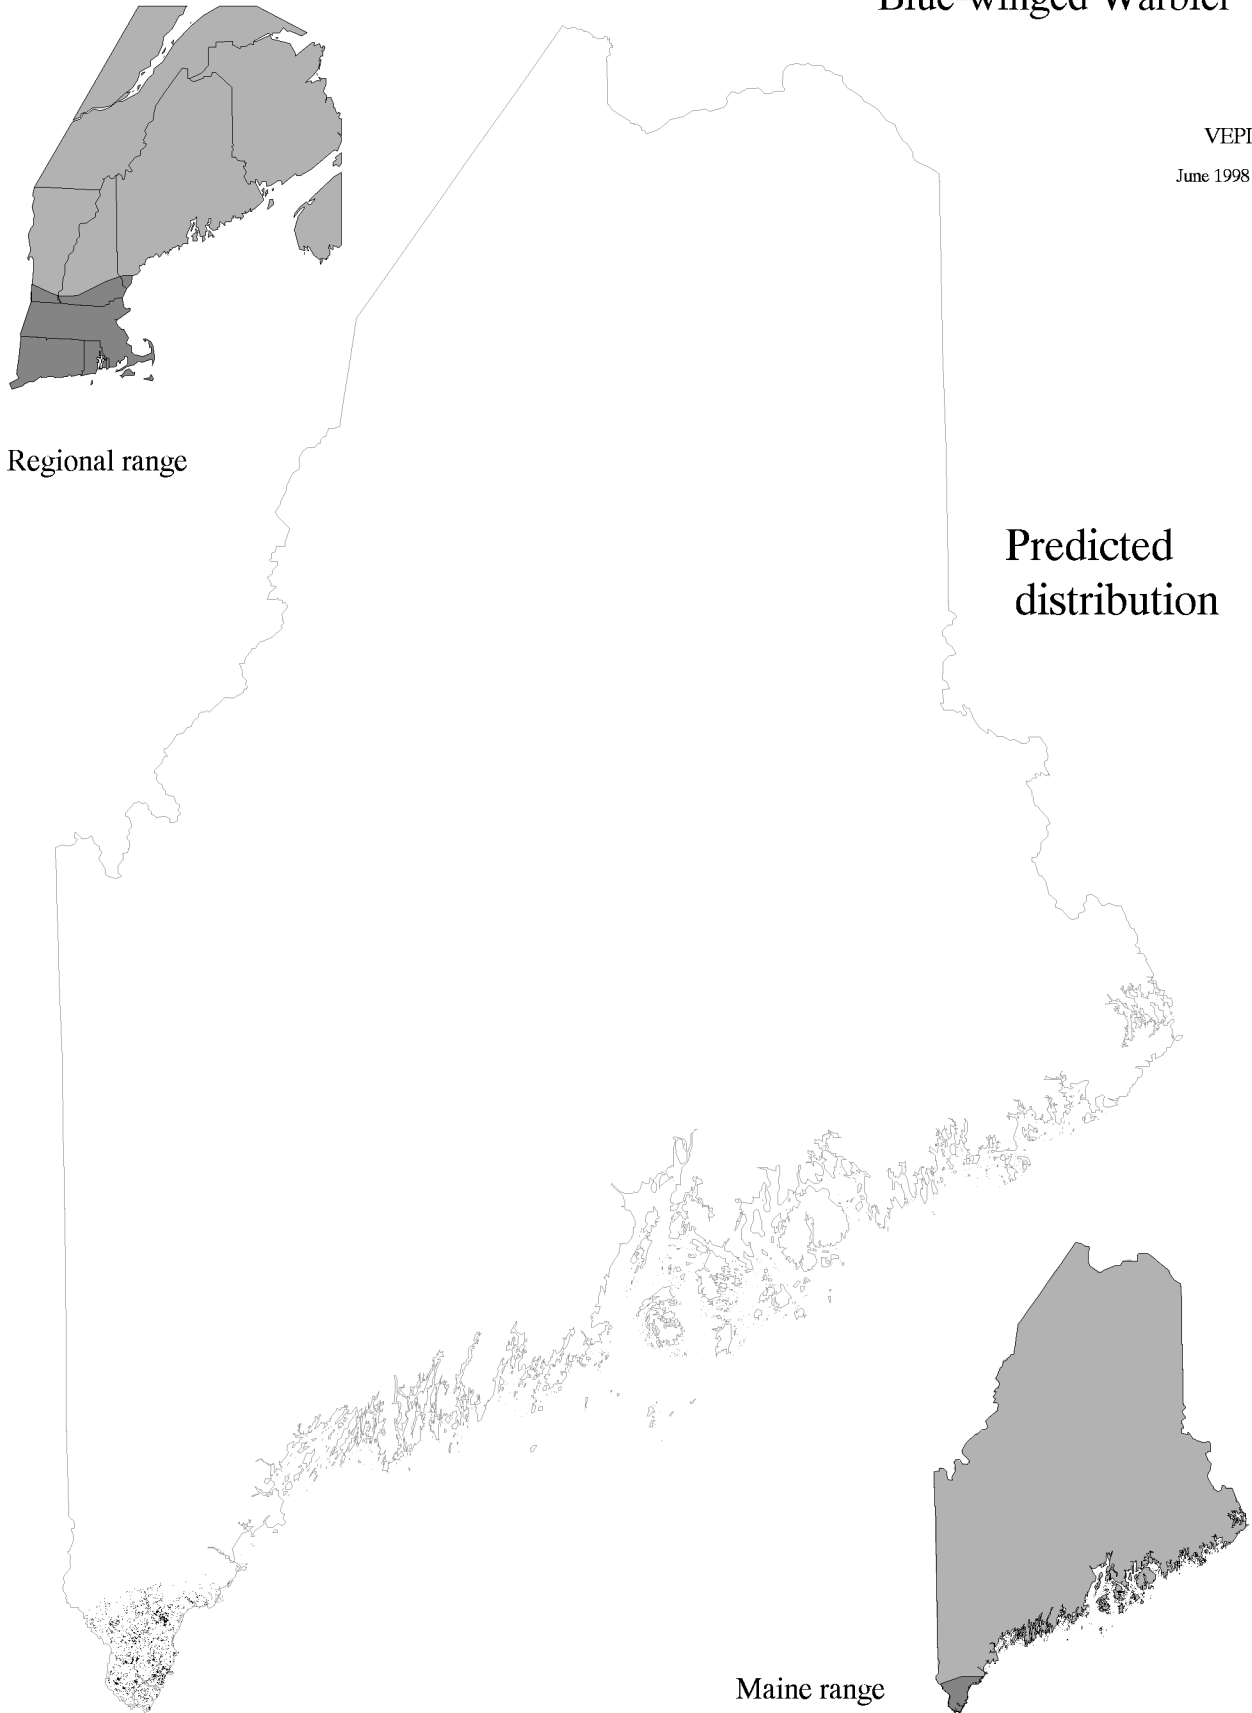 Blue-winged Warbler
VEPI
June 1998
Regional range
Predicted
distribution
Maine range